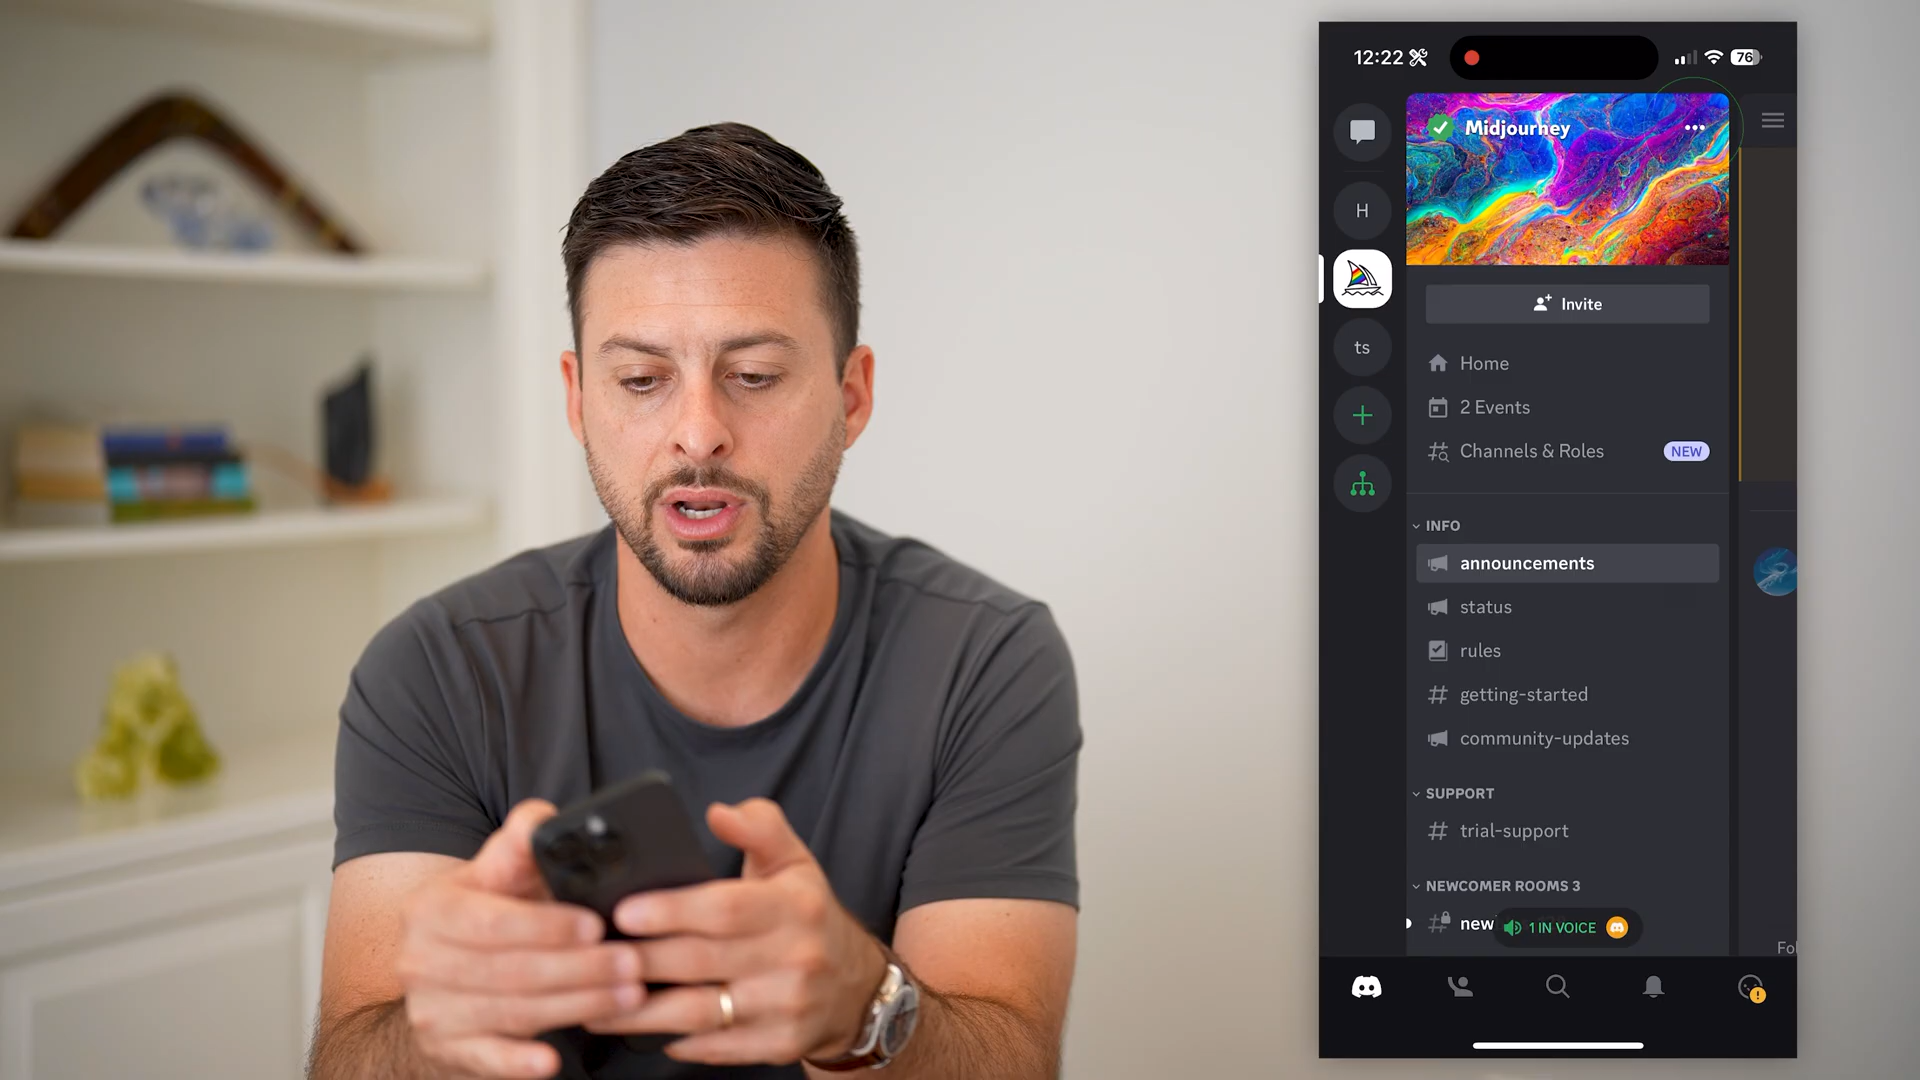 12:22
76
Midjourney
H
Invite
ts
Home
2 Events
Channels & Roles NEW
INFO
announcements
status
rules
getting-started
community-updates
SUPPORT
trial-support
NEWCOMER ROOMS 3
new
1 IN VOICE
Fol